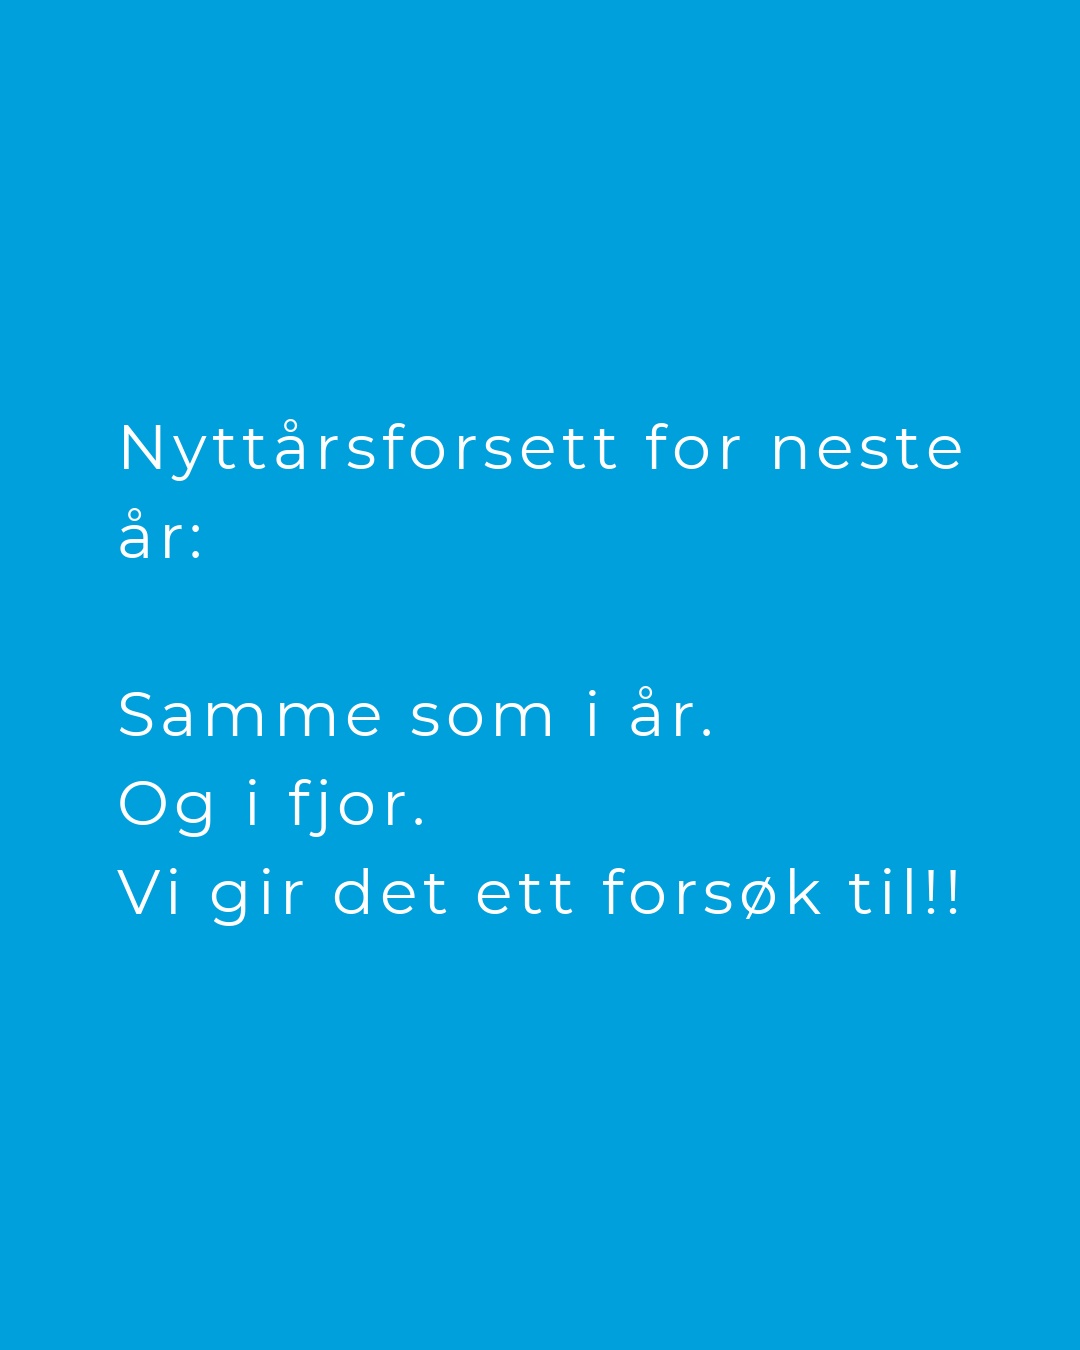 Nyttårsforsett for neste
år:
Samme som i år.
Og i fjor.
Vi gir det ett forsøk til!!